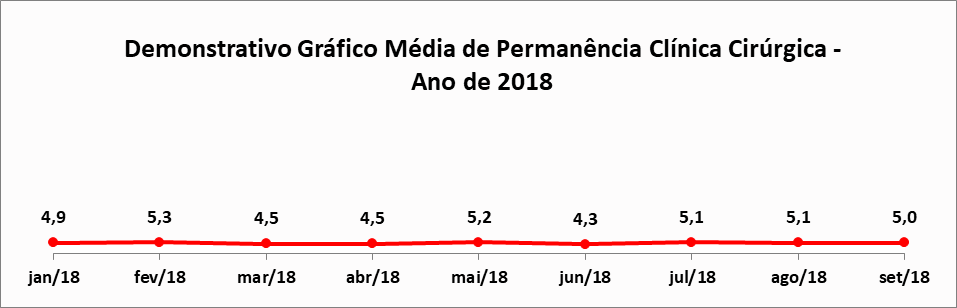 Demonstrativo Gráfico Média de Permanência Clínica Cirúrgica -
Ano de 2018
4,9 5,3 4,5 4,5 5,2 4,3 5,1 5,1 5,0
jan/18 fev/18 mar/18 abr/18 mai/18 jun/18 jul/18 ago/18 set/18